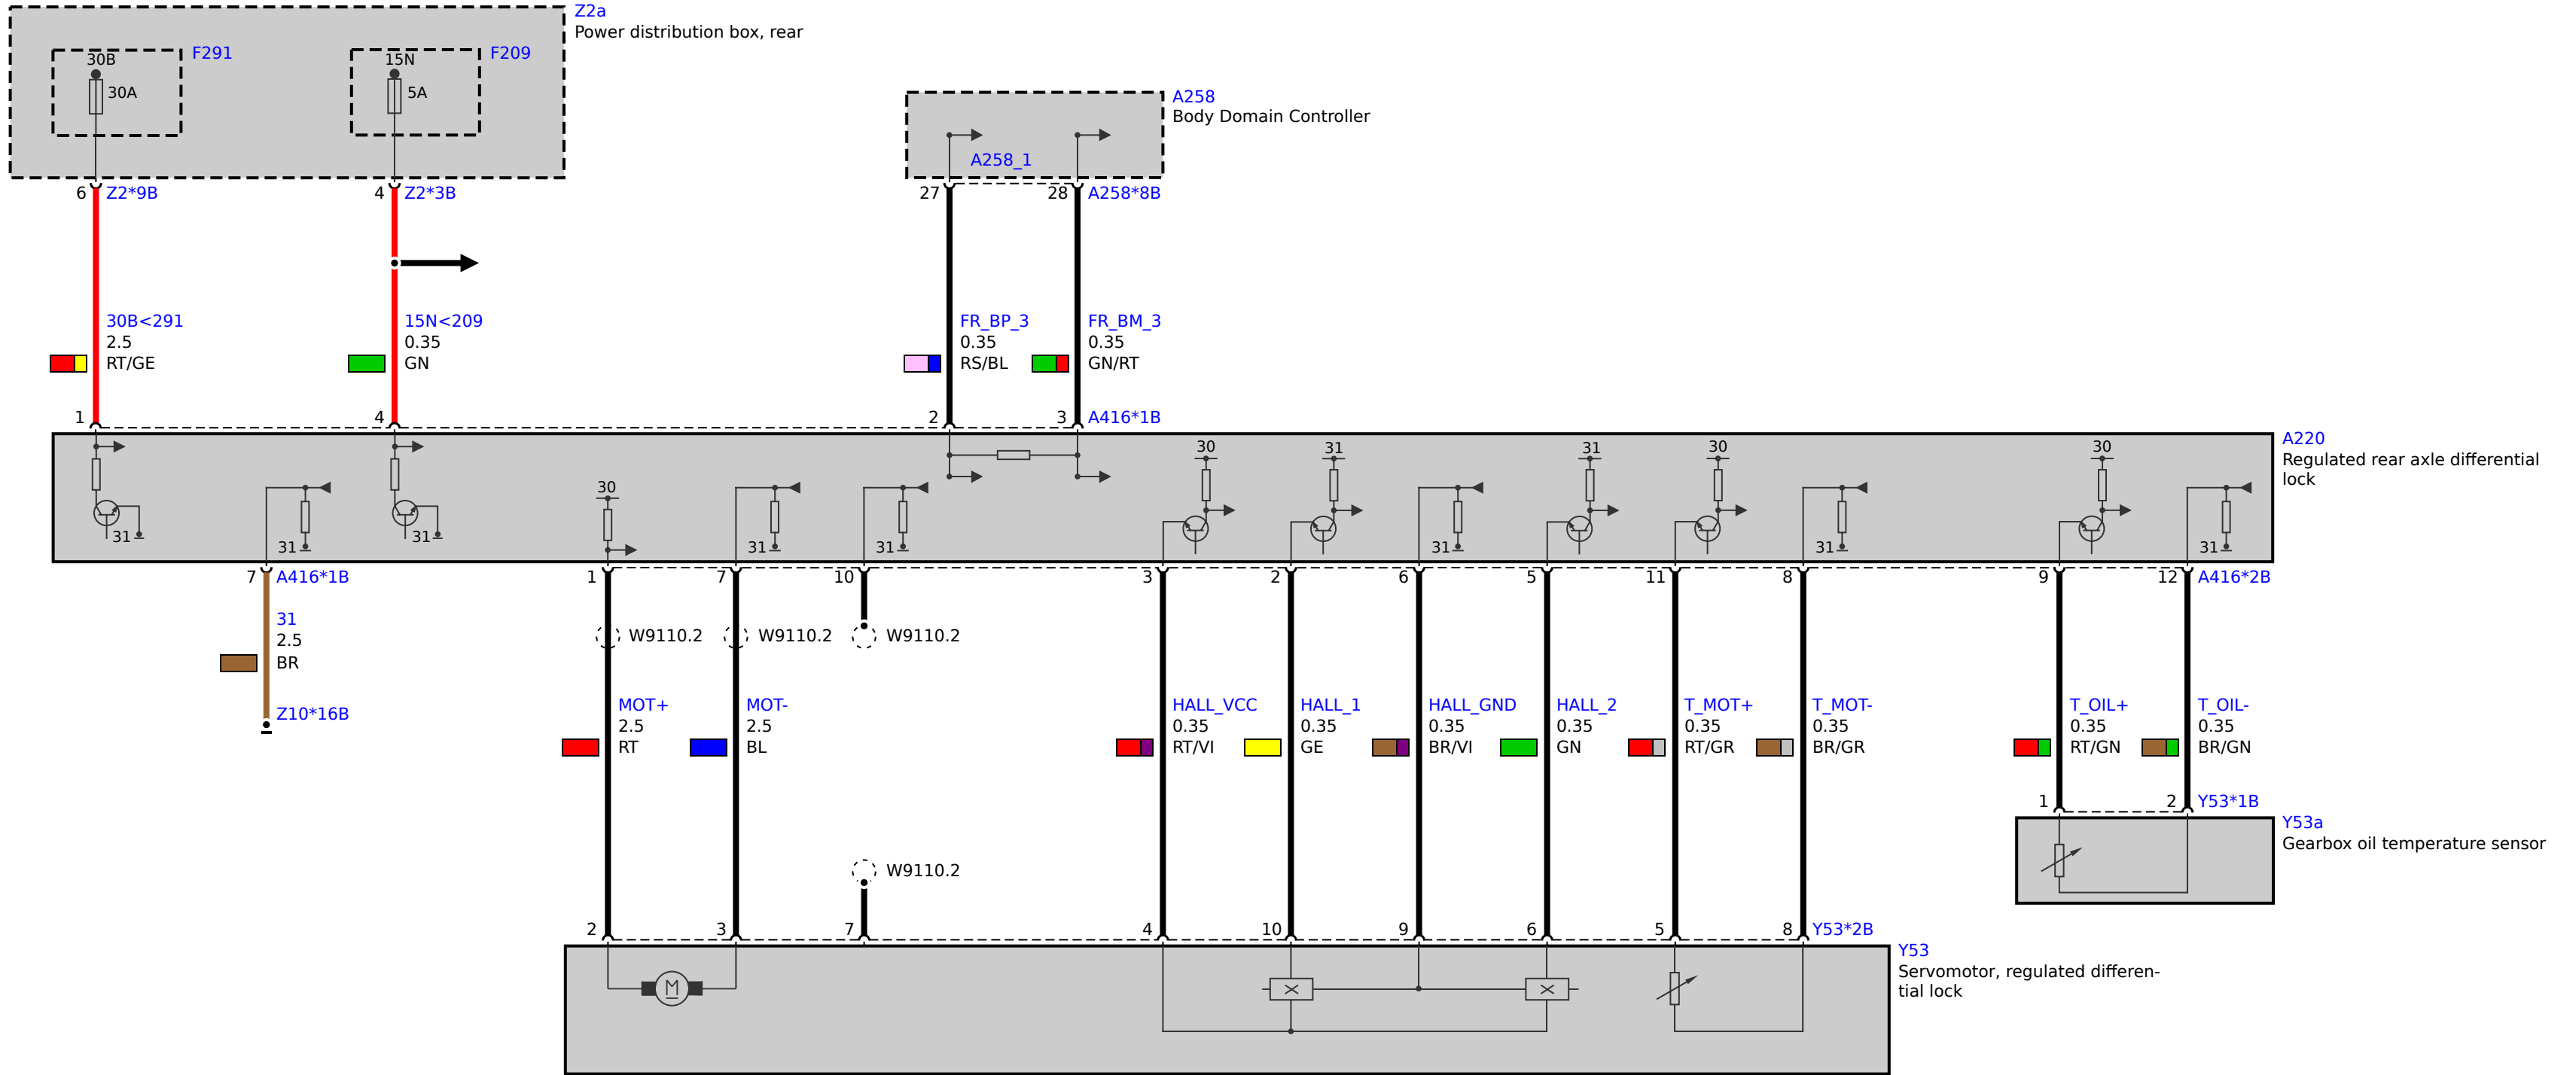 Z2a
Power distribution box, rear
30B
F291
30A
15N
F209
5A
A258
Body Domain Controller
A258_1
6
Z2*9B
4
Z2*3B
27
28
A258*8B
30B<291
2.5
RT/GE
15N<209
0.35
GN
FR_BP_3
0.35
RS/BL
FR_BM_3
0.35
GN/RT
1
4
2
3
A416*1B
A220
Regulated rear axle differential
lock
31
31
31
30
31
31
30
31
31
31
30
31
30
31
7
A416*1B
1
7
10
3
2
6
5
11
8
9
12
A416*2B
31
2.5
BR
Z10*16B
W9110.2
W9110.2
W9110.2
MOT+
2.5
RT
MOT-
2.5
BL
HALL_VCC
0.35
RT/VI
HALL_1
0.35
GE
HALL_GND
0.35
BR/VI
HALL_2
0.35
GN
T_MOT+
0.35
RT/GR
T_MOT-
0.35
BR/GR
T_OIL+
0.35
RT/GN
T_OIL-
0.35
BR/GN
1
2
Y53*1B
Y53a
Gearbox oil temperature sensor
W9110.2
2
3
7
4
10
9
6
5
8
Y53*2B
Y53
Servomotor, regulated differen-
tial lock
M